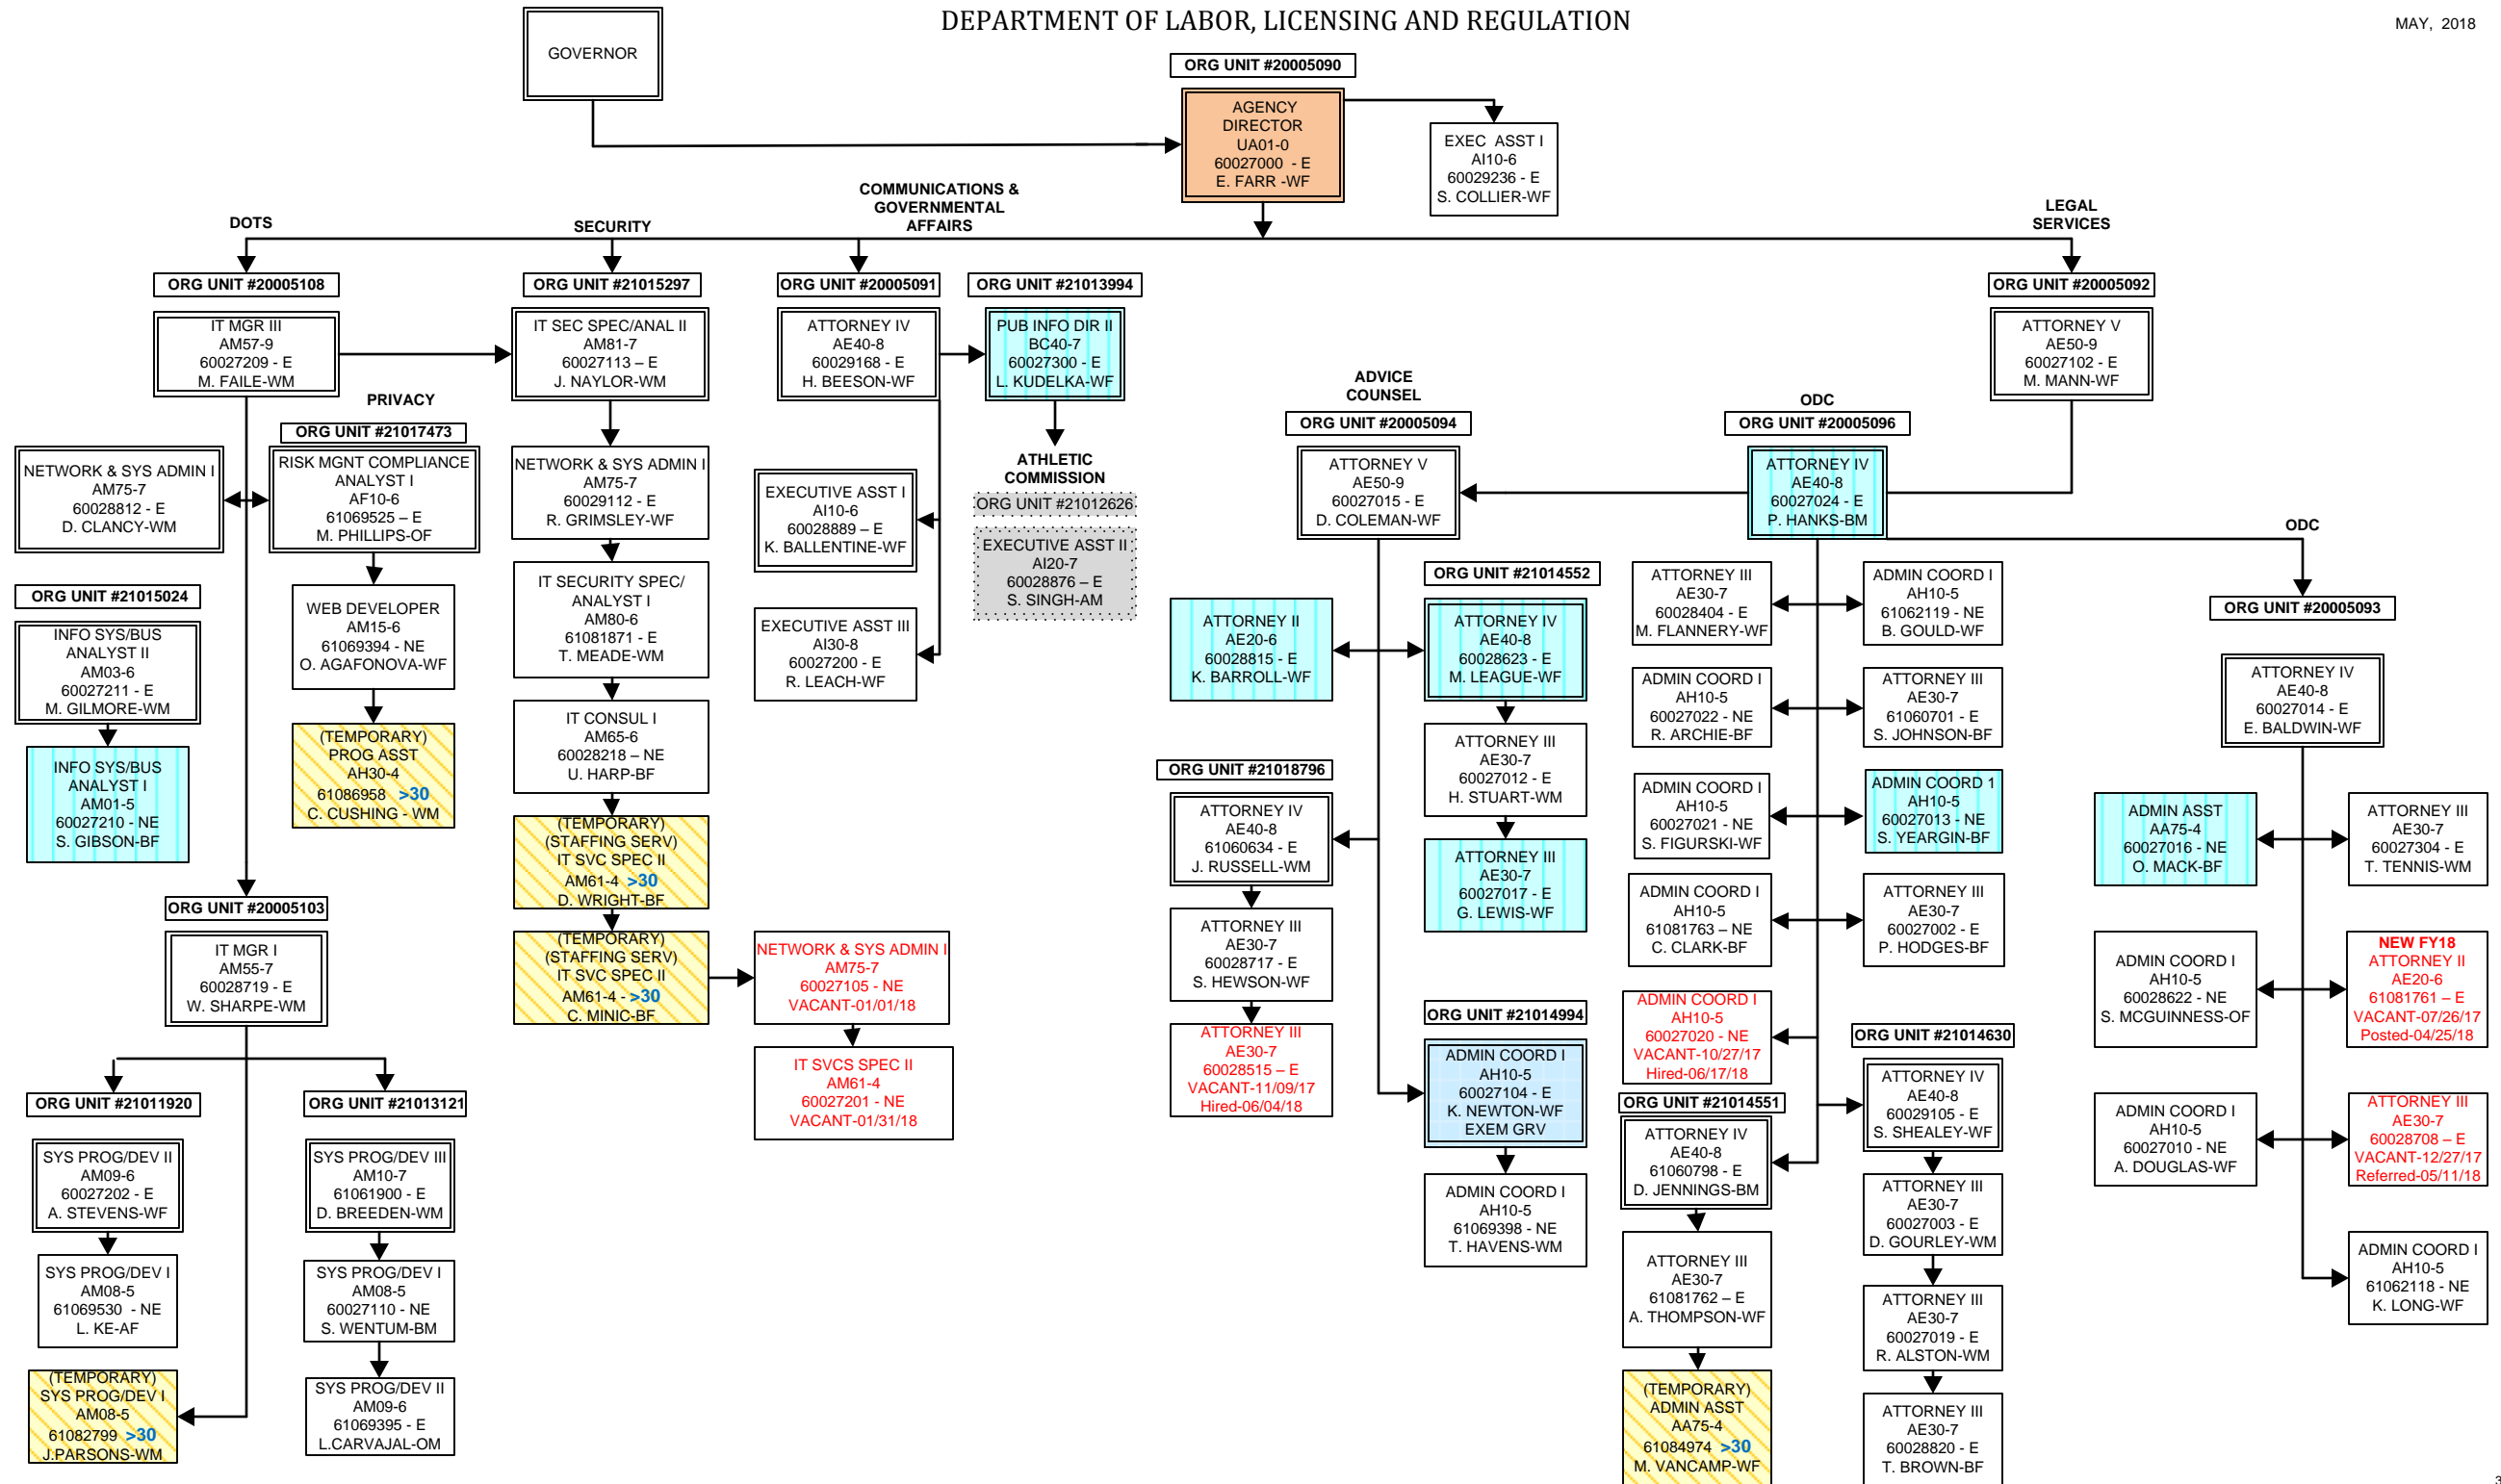 DEPARTMENT OF LABOR, LICENSING AND REGULATION
MAY, 2018
GOVERNOR
ORG UNIT #20005090
AGENCY
DIRECTOR
UA01-0
60027000 - E
E. FARR -WF
EXEC ASST I
AI10-6
60029236 - E
S. COLLIER-WF
DOTS
SECURITY
COMMUNICATIONS &
GOVERNMENTAL
AFFAIRS
LEGAL
SERVICES
ORG UNIT #20005108
IT MGR III
AM57-9
60027209 - E
M. FAILE-WM
ORG UNIT #21015297
IT SEC SPEC/ANAL II
AM81-7
60027113 – E
J. NAYLOR-WM
ORG UNIT #20005091
ATTORNEY IV
AE40-8
60029168 - E
H. BEESON-WF
ORG UNIT #21013994
PUB INFO DIR II
BC40-7
60027300 - E
L. KUDELKA-WF
ORG UNIT #20005092
ATTORNEY V
AE50-9
60027102 - E
M. MANN-WF
PRIVACY
ORG UNIT #21017473
NETWORK & SYS ADMIN I
AM75-7
60028812 - E
D. CLANCY-WM
RISK MGNT COMPLIANCE
ANALYST I
AF10-6
61069525 – E
M. PHILLIPS-OF
WEB DEVELOPER
AM15-6
61069394 - NE
O. AGAFONOVA-WF
(TEMPORARY)
PROG ASST
AH30-4
61086958 >30
C. CUSHING - WM
ORG UNIT #21015024
INFO SYS/BUS
ANALYST II
AM03-6
60027211 - E
M. GILMORE-WM
INFO SYS/BUS
ANALYST I
AM01-5
60027210 - NE
S. GIBSON-BF
ORG UNIT #20005103
IT MGR I
AM55-7
60028719 - E
W. SHARPE-WM
ORG UNIT #21011920
SYS PROG/DEV II
AM09-6
60027202 - E
A. STEVENS-WF
SYS PROG/DEV I
AM08-5
61069530 - NE
L. KE-AF
(TEMPORARY)
SYS PROG/DEV I
AM08-5
61082799 >30
J.PARSONS-WM
ORG UNIT #21013121
SYS PROG/DEV III
AM10-7
61061900 - E
D. BREEDEN-WM
SYS PROG/DEV I
AM08-5
60027110 - NE
S. WENTUM-BM
SYS PROG/DEV II
AM09-6
61069395 - E
L.CARVAJAL-OM
NETWORK & SYS ADMIN I
AM75-7
60029112 - E
R. GRIMSLEY-WF
IT SECURITY SPEC/
ANALYST I
AM80-6
61081871 - E
T. MEADE-WM
IT CONSUL I
AM65-6
60028218 – NE
U. HARP-BF
(TEMPORARY)
(STAFFING SERV)
IT SVC SPEC II
AM61-4 >30
D. WRIGHT-BF
(TEMPORARY)
(STAFFING SERV)
IT SVC SPEC II
AM61-4 - >30
C. MINIC-BF
NETWORK & SYS ADMIN I
AM75-7
60027105 - NE
VACANT-01/01/18
IT SVCS SPEC II
AM61-4
60027201 - NE
VACANT-01/31/18
EXECUTIVE ASST I
AI10-6
60028889 – E
K. BALLENTINE-WF
EXECUTIVE ASST III
AI30-8
60027200 - E
R. LEACH-WF
ATHLETIC
COMMISSION
ORG UNIT #21012626
EXECUTIVE ASST II
AI20-7
60028876 – E
S. SINGH-AM
ADVICE
COUNSEL
ORG UNIT #20005094
ATTORNEY V
AE50-9
60027015 - E
D. COLEMAN-WF
ATTORNEY II
AE20-6
60028815 - E
K. BARROLL-WF
ORG UNIT #21014552
ATTORNEY IV
AE40-8
60028623 – E
M. LEAGUE-WF
ATTORNEY III
AE30-7
60027012 - E
H. STUART-WM
ATTORNEY III
AE30-7
60027017 - E
G. LEWIS-WF
ORG UNIT #21018796
ATTORNEY IV
AE40-8
61060634 – E
J. RUSSELL-WM
ATTORNEY III
AE30-7
60028717 - E
S. HEWSON-WF
ATTORNEY III
AE30-7
60028515 – E
VACANT-11/09/17
Hired-06/04/18
ORG UNIT #21014994
ADMIN COORD I
AH10-5
60027104 - E
K. NEWTON-WF
EXEM GRV
ADMIN COORD I
AH10-5
61069398 - NE
T. HAVENS-WM
ODC
ORG UNIT #20005096
ATTORNEY IV
AE40-8
60027024 - E
P. HANKS-BM
ATTORNEY III
AE30-7
60028404 - E
M. FLANNERY-WF
ADMIN COORD I
AH10-5
61062119 - NE
B. GOULD-WF
ADMIN COORD I
AH10-5
60027022 - NE
R. ARCHIE-BF
ATTORNEY III
AE30-7
61060701 - E
S. JOHNSON-BF
ADMIN COORD I
AH10-5
60027021 - NE
S. FIGURSKI-WF
ADMIN COORD 1
AH10-5
60027013 - NE
S. YEARGIN-BF
ADMIN COORD I
AH10-5
61081763 – NE
C. CLARK-BF
ATTORNEY III
AE30-7
60027002 - E
P. HODGES-BF
ADMIN COORD I
AH10-5
60027020 - NE
VACANT-10/27/17
Hired-06/17/18
ORG UNIT #21014551
ATTORNEY IV
AE40-8
61060798 - E
D. JENNINGS-BM
ATTORNEY III
AE30-7
61081762 – E
A. THOMPSON-WF
(TEMPORARY)
ADMIN ASST
AA75-4
61084974 >30
M. VANCAMP-WF
ORG UNIT #21014630
ATTORNEY IV
AE40-8
60029105 - E
S. SHEALEY-WF
ATTORNEY III
AE30-7
60027003 - E
D. GOURLEY-WM
ATTORNEY III
AE30-7
60027019 - E
R. ALSTON-WM
ATTORNEY III
AE30-7
60028820 - E
T. BROWN-BF
ODC
ORG UNIT #20005093
ATTORNEY IV
AE40-8
60027014 - E
E. BALDWIN-WF
ADMIN ASST
AA75-4
60027016 - NE
O. MACK-BF
ATTORNEY III
AE30-7
60027304 - E
T. TENNIS-WM
ADMIN COORD I
AH10-5
60028622 - NE
S. MCGUINNESS-OF
NEW FY18
ATTORNEY II
AE20-6
61081761 – E
VACANT-07/26/17
Posted-04/25/18
ADMIN COORD I
AH10-5
60027010 - NE
A. DOUGLAS-WF
ATTORNEY III
AE30-7
60028708 – E
VACANT-12/27/17
Referred-05/11/18
ADMIN COORD I
AH10-5
61062118 - NE
K. LONG-WF
3